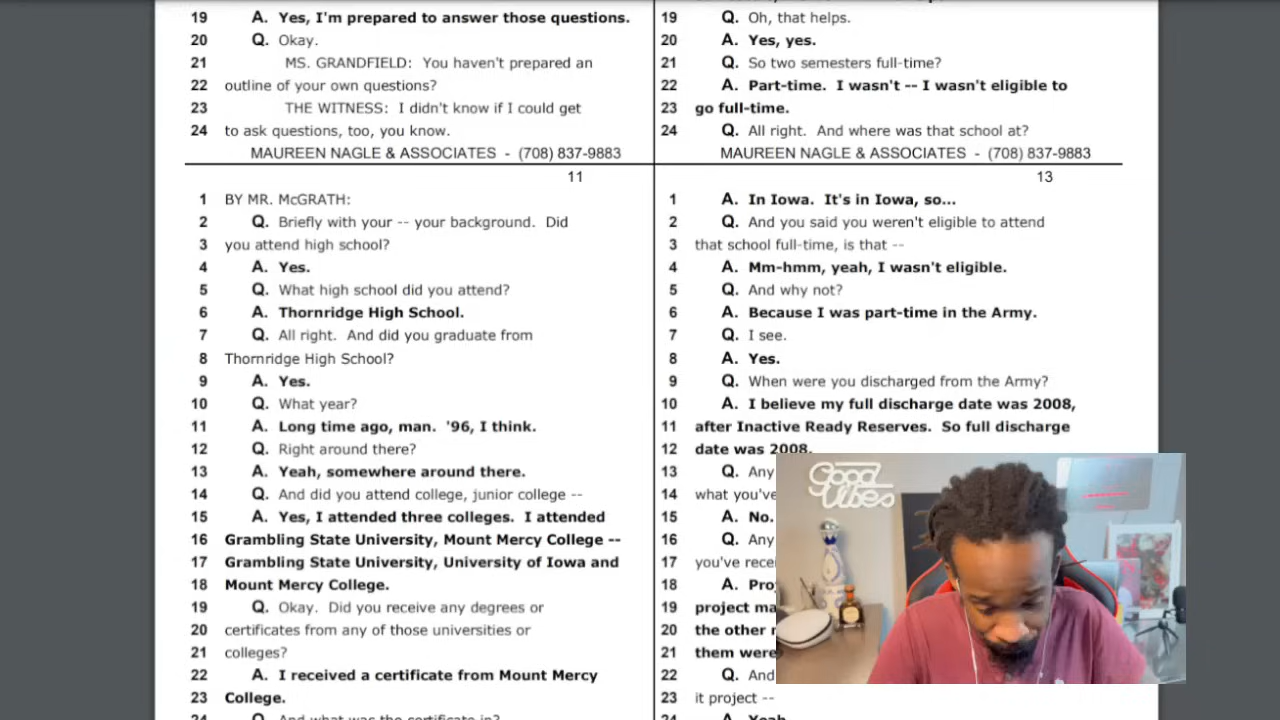 19 A. Yes, I'm prepared to answer those questions.
20 Q. Okay.
21 MS. GRANDFIELD: You haven't prepared an
22 outline of your own questions?
23 THE WITNESS: I didn't know if I could get
24 to ask questions, too, you know.
MAUREEN NAGLE & ASSOCIATES - (708) 837-9883
11
1 BY MR. McGRATH:
2 Q. Briefly with your -- your background. Did
3 you attend high school?
4 A. Yes.
5 Q. What high school did you attend?
6 A. Thornridge High School.
7 Q. All right. And did you graduate from
8 Thornridge High School?
9 A. Yes.
10 Q. What year?
11 A. Long time ago, man. '96, I think.
12 Q. Right around there?
13 A. Yeah, somewhere around there.
14 Q. And did you attend college, junior college --
15 A. Yes, I attended three colleges. I attended
16 Grambling State University, Mount Mercy College --
17 Grambling State University, University of Iowa and
18 Mount Mercy College.
19 Q. Okay. Did you receive any degrees or
20 certificates from any of those universities or
21 colleges?
22 A. I received a certificate from Mount Mercy
23 College.
24 Q. And what was the certificate in?
19 Q. Oh, that helps.
20 A. Yes, yes.
21 Q. So two semesters full-time?
22 A. Part-time. I wasn't -- I wasn't eligible to
23 go full-time.
24 Q. All right. And where was that school at?
MAUREEN NAGLE & ASSOCIATES - (708) 837-9883
13
1 A. In Iowa. It's in Iowa, so...
2 Q. And you said you weren't eligible to attend
3 that school full-time, is that --
4 A. Mm-hmm, yeah, I wasn't eligible.
5 Q. And why not?
6 A. Because I was part-time in the Army.
7 Q. I see.
8 A. Yes.
9 Q. When were you discharged from the Army?
10 A. I believe my full discharge date was 2008,
11 after Inactive Ready Reserves. So full discharge
12 date was 2008.
13 Q. Any
14 what you've
15 A. No.
16 Q. Any
17 you've
18 A.
19 project
20 the other
21 them were
22 Q. And
23 it project --
24 A. Yeah
Good
Vibes